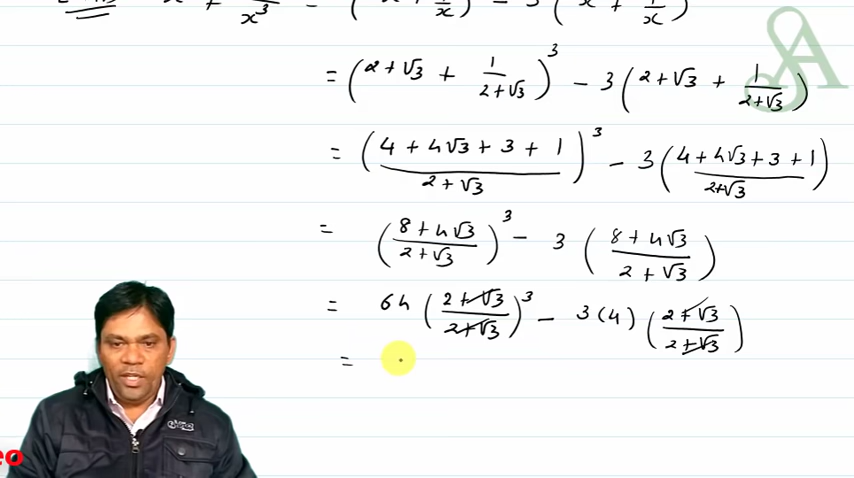 x³ + 1/x³ = (x + 1/x)³ - 3(x + 1/x)
= (2+√3 + 1/(2+√3))³ - 3(2+√3 + 1/(2+√3))
= ((4 + 4√3 + 3 + 1)/(2+√3))³ - 3((4+4√3+3+1)/(2+√3))
= ((8+4√3)/(2+√3))³ - 3((8+4√3)/(2+√3))
= 64((2+√3)/(2+√3))³ - 3(4)((2+√3)/(2+√3))
=
eo